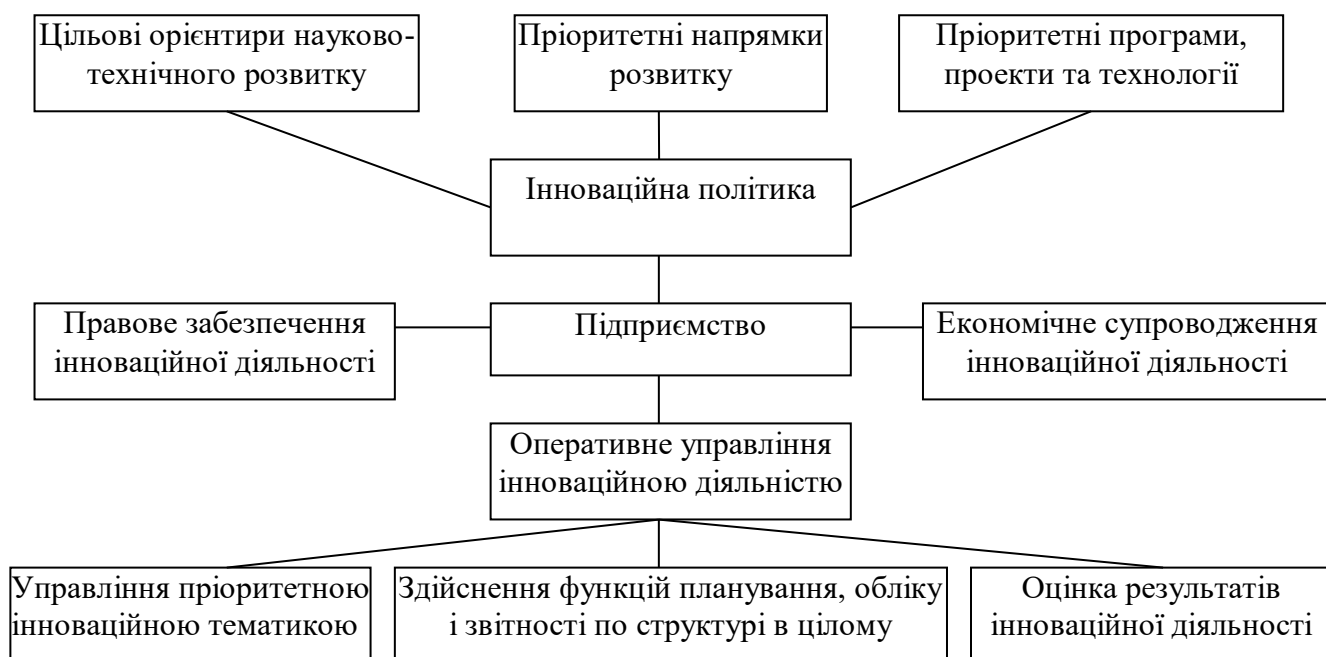 Цільові орієнтири науково-
технічного розвитку
Пріоритетні напрямки
розвитку
Пріоритетні програми,
проекти та технології
Інноваційна політика
Правове забезпечення
інноваційної діяльності
Підприємство
Економічне супроводження
інноваційної діяльності
Оперативне управління
інноваційною діяльністю
Управління пріоритетною
інноваційною тематикою
Здійснення функцій планування, обліку
і звітності по структурі в цілому
Оцінка результатів
інноваційної діяльності